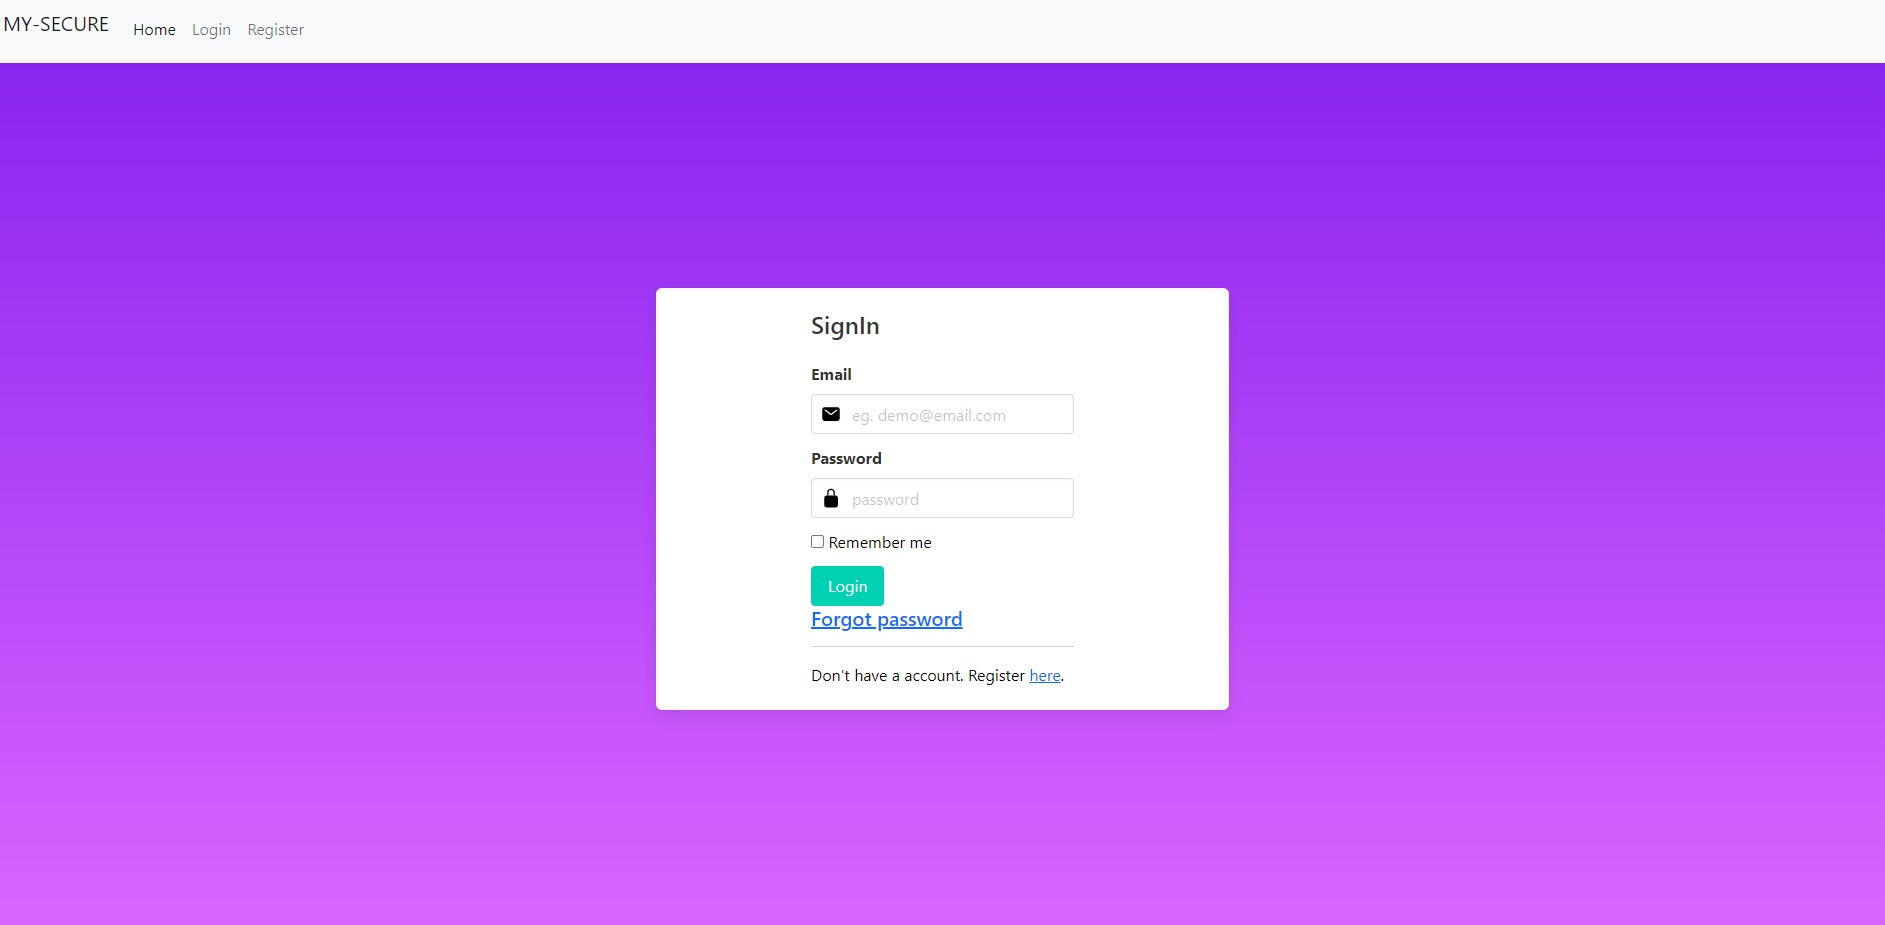 MY-SECURE Home Login Register
SignIn
Email
eg. demo@email.com
Password
password
Remember me
Login
Forgot password
Don't have a account. Register here.